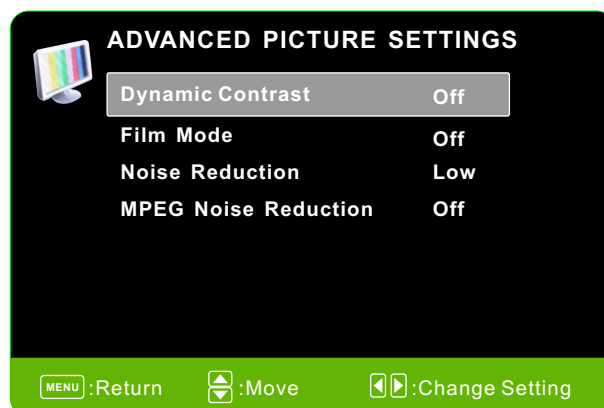 ADVANCED PICTURE SETTINGS
Dynamic Contrast Off
Film Mode Off
Noise Reduction Low
MPEG Noise Reduction Off
MENU :Return :Move :Change Setting